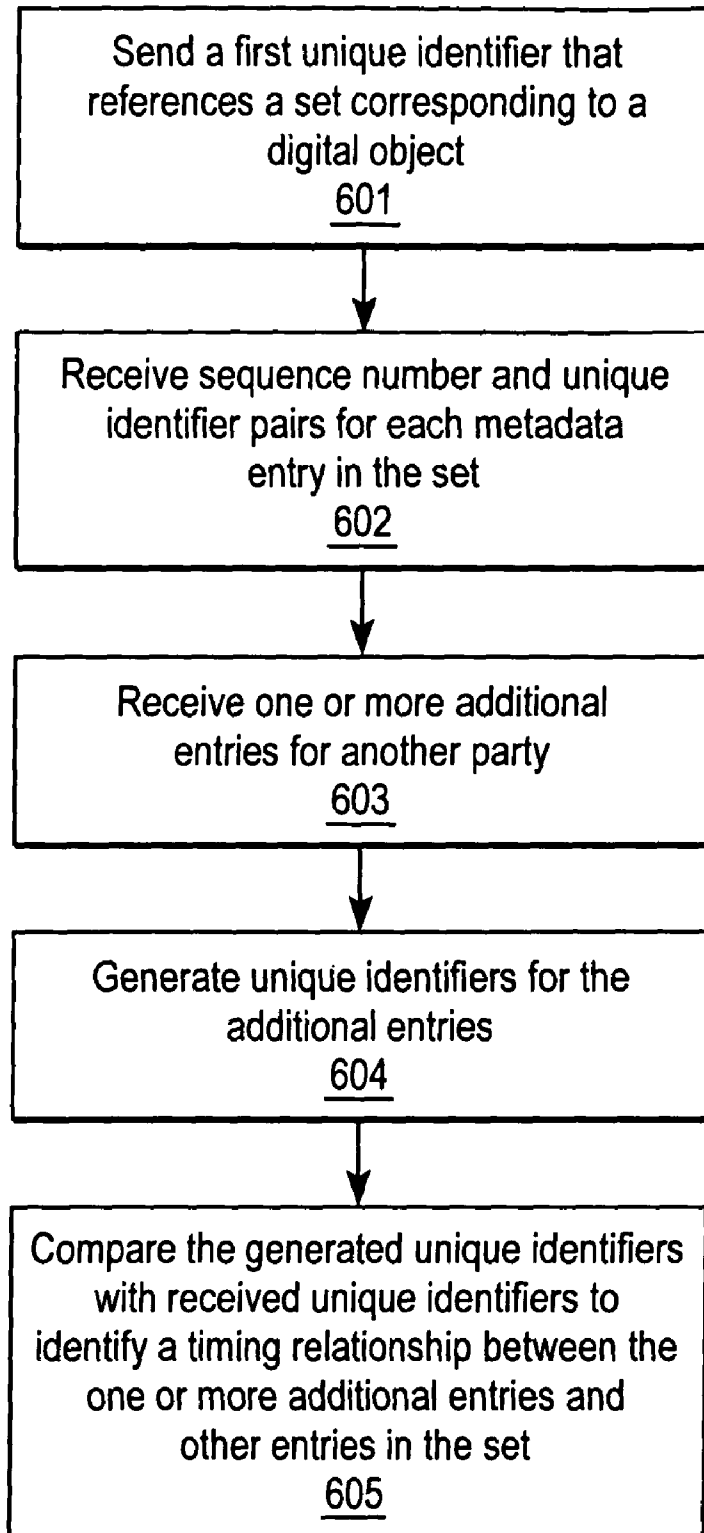 Send a first unique identifier that
references a set corresponding to a
digital object
601
Receive sequence number and unique
identifier pairs for each metadata
entry in the set
602
Receive one or more additional
entries for another party
603
Generate unique identifiers for the
additional entries
604
Compare the generated unique identifiers
with received unique identifiers to
identify a timing relationship between the
one or more additional entries and
other entries in the set
605